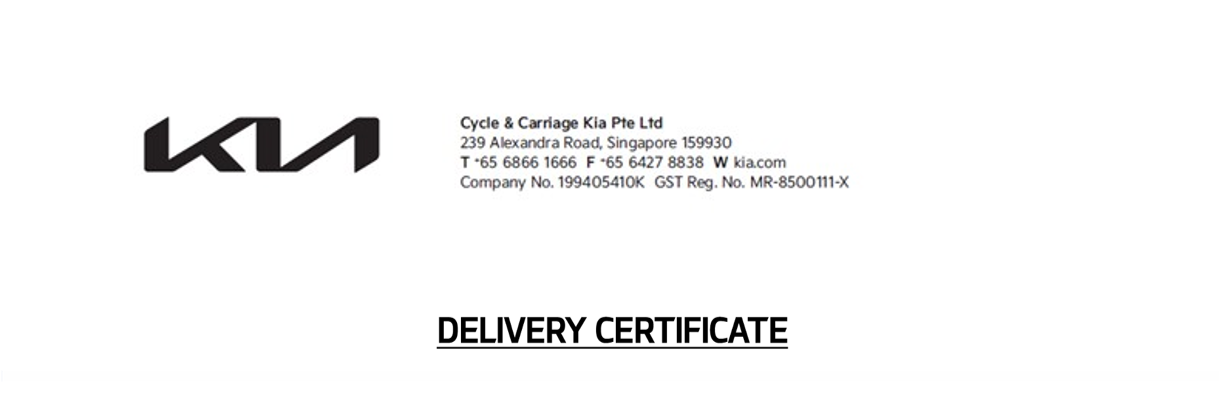 KIA
Cycle & Carriage Kia Pte Ltd
239 Alexandra Road, Singapore 159930
T +65 6866 1666 F +65 6427 8838 W kia.com
Company No. 199405410K GST Reg. No. MR-8500111-X
DELIVERY CERTIFICATE